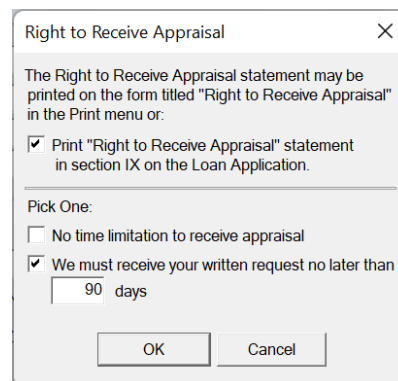 Right to Receive Appraisal
The Right to Receive Appraisal statement may be
printed on the form titled "Right to Receive Appraisal"
in the Print menu or:
Print "Right to Receive Appraisal" statement
in section IX on the Loan Application.
Pick One:
No time limitation to receive appraisal
We must receive your written request no later than
90 days
OK Cancel